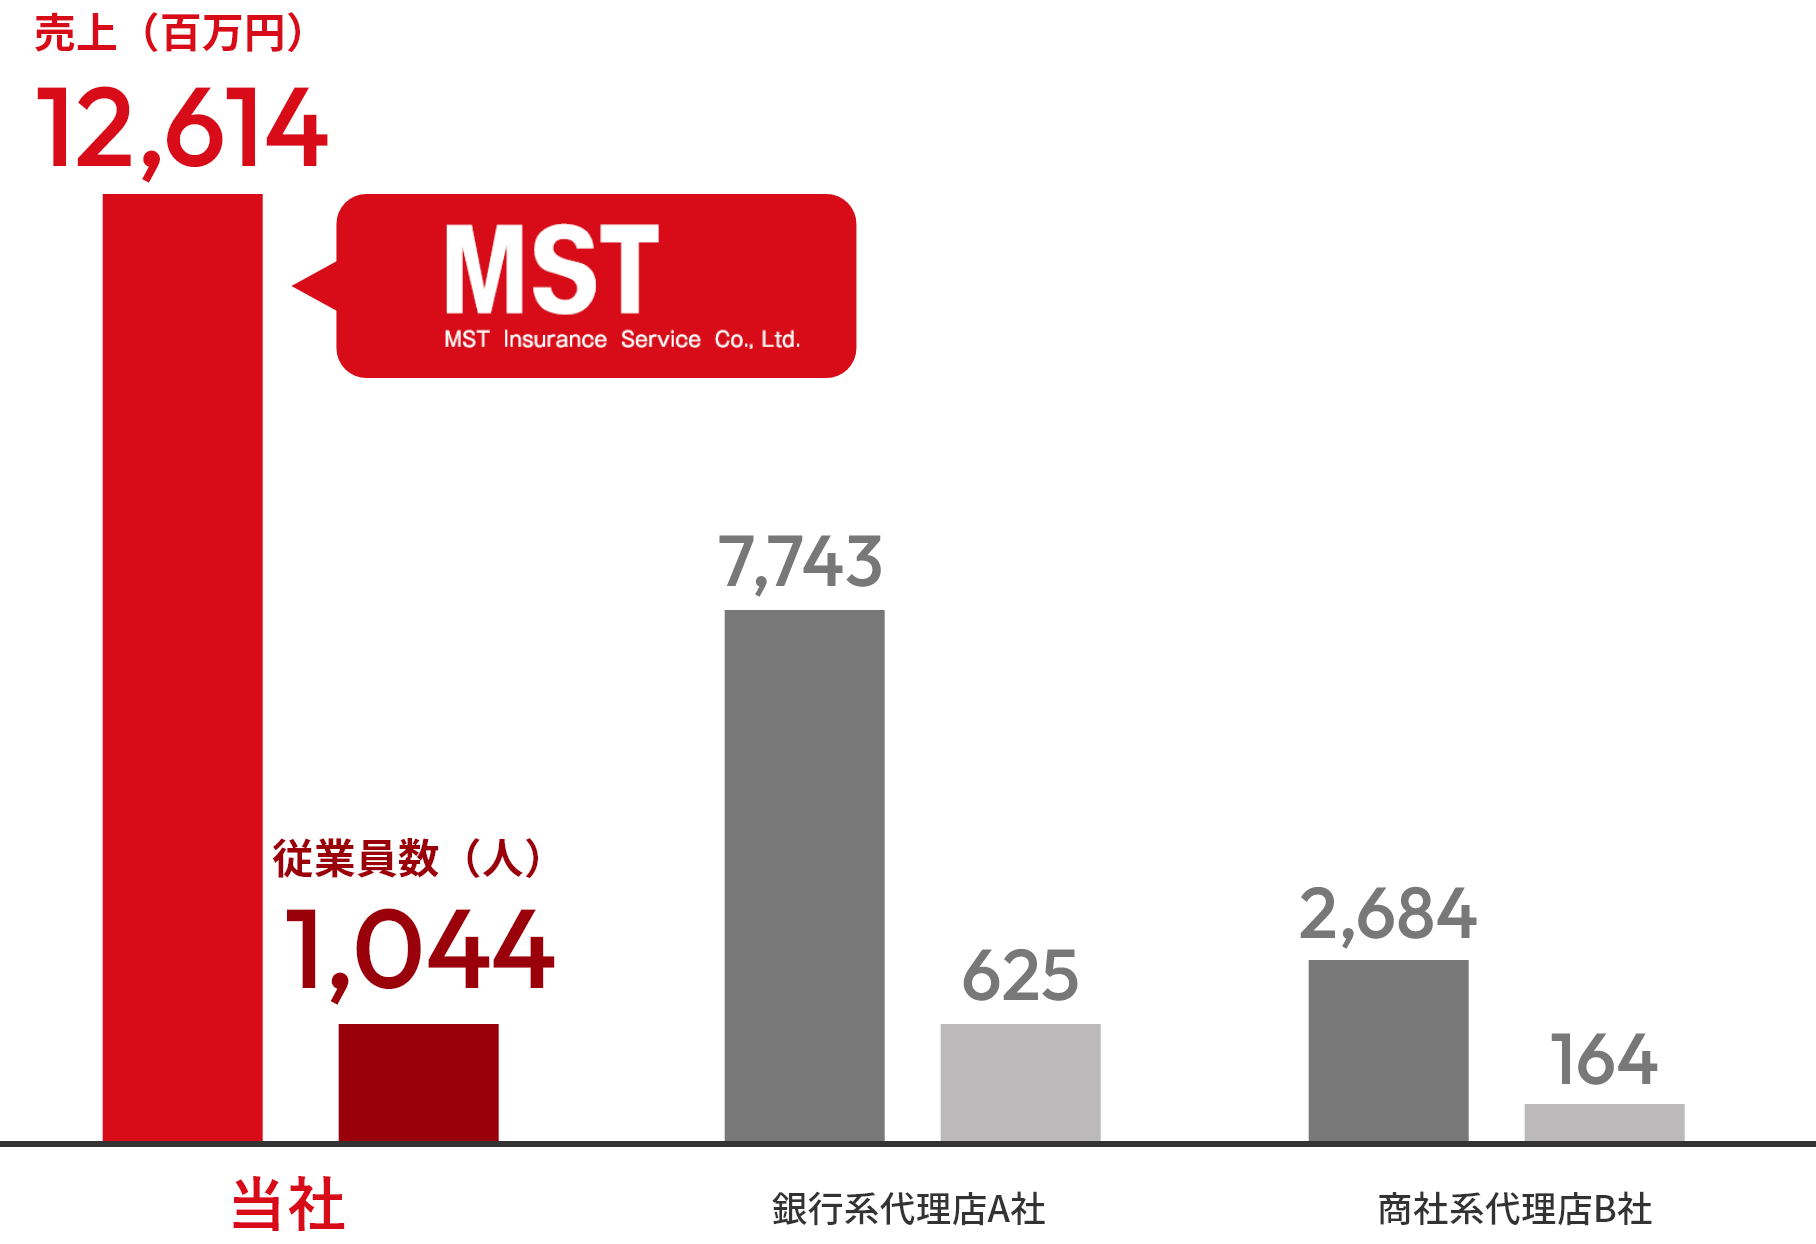 売上（百万円）
12,614
MST
MST Insurance Service Co., Ltd.
7,743
従業員数（人）
1,044
625
2,684
164
当社
銀行系代理店A社
商社系代理店B社